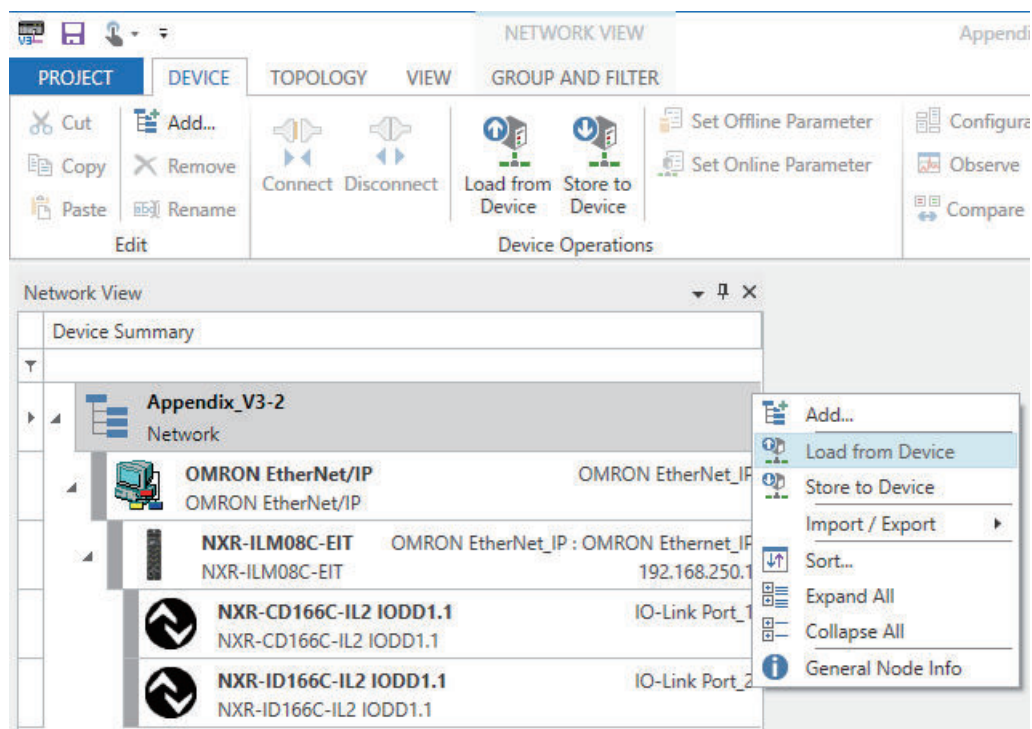 NETWORK VIEW
Appendi
PROJECT DEVICE TOPOLOGY VIEW GROUP AND FILTER
Cut Add... Set Offline Parameter Configura
Copy Remove Connect Disconnect Load from Device Store to Device Set Online Parameter Observe
Paste Rename Compare
Edit Device Operations
Network View
Device Summary
Appendix_V3-2
Network
OMRON EtherNet/IP OMRON EtherNet_IP
OMRON EtherNet/IP
NXR-ILM08C-EIT OMRON EtherNet_IP : OMRON Ethernet_IP
NXR-ILM08C-EIT 192.168.250.1
NXR-CD166C-IL2 IODD1.1 IO-Link Port_1
NXR-CD166C-IL2 IODD1.1
NXR-ID166C-IL2 IODD1.1 IO-Link Port_2
NXR-ID166C-IL2 IODD1.1
Add...
Load from Device
Store to Device
Import / Export
Sort...
Expand All
Collapse All
General Node Info